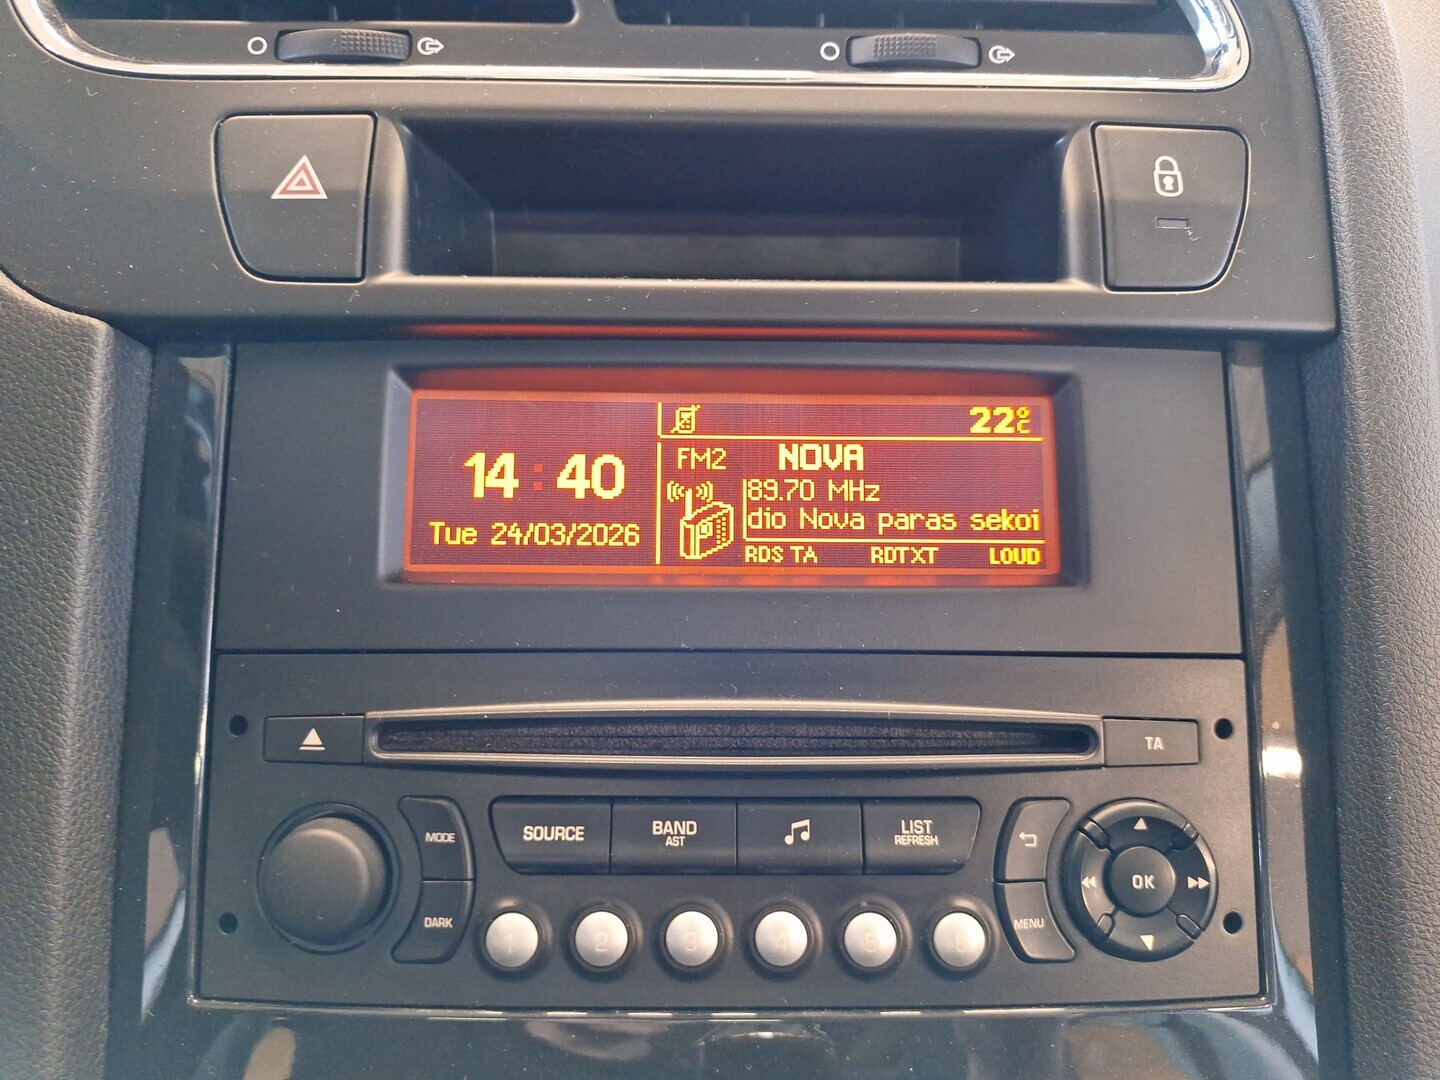 22°C
14:40
Tue 24/03/2026
FM2 NOVA
89.70 MHz
dio Nova paras sekoi
RDS TA RDTXT LOUD
TA
MODE
SOURCE
BAND
AST
LIST
REFRESH
OK
DARK
MENU
1 2 3 4 5 6